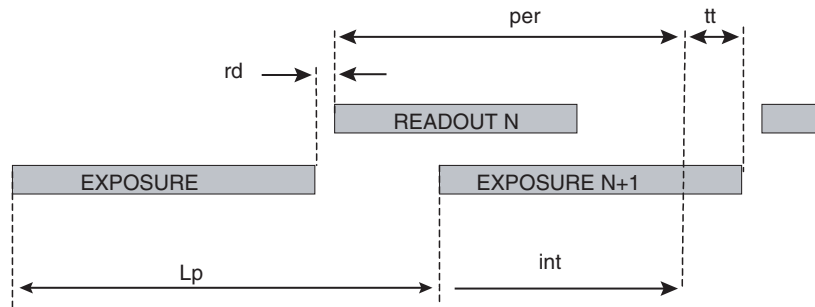 per
tt
rd
READOUT N
EXPOSURE
EXPOSURE N+1
Lp
int